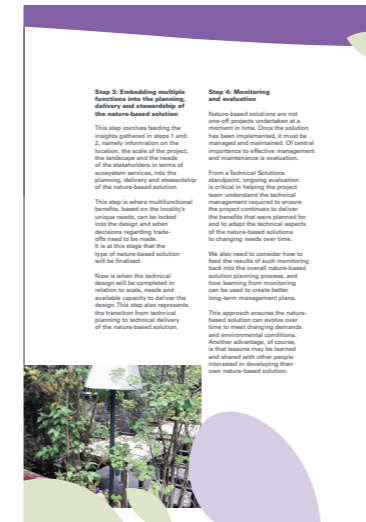 Step 3: Embedding multiple
functions into the planning,
delivery and stewardship of
the nature-based solution
This step involves feeding the
insights gathered in steps 1 and
2, namely information on the
location, the scale of the project,
the landscape and the needs
of the stakeholders in terms of
ecosystem services, into the
planning, delivery and stewardship
of the nature-based solution.
This step is where multifunctional
benefits, based on the locality's
unique needs, can be locked
into the design and when
decisions regarding trade-
offs need to be made.
It is at this stage that the
type of nature-based solution
will be finalised.
Now is when the technical
design will be completed in
relation to scale, needs and
available capacity to deliver the
design. This step also represents
the transition from technical
planning to technical delivery
of the nature-based solution.
Step 4: Monitoring
and evaluation
Nature-based solutions are not
one-off projects undertaken at a
moment in time. Once the solution
has been implemented, it must be
managed and maintained. Of central
importance to effective management
and maintenance is evaluation.
From a Technical Solutions
standpoint, ongoing evaluation
is critical in helping the project
team understand the technical
management required to ensure
the project continues to deliver
the benefits that were planned for
and to adapt the technical aspects
of the nature-based solutions
to changing needs over time.
We also need to consider how to
feed the results of such monitoring
back into the overall nature-based
solution planning process, and
how learning from monitoring
can be used to create better
long-term management plans.
This approach ensures the nature-
based solution can evolve over
time to meet changing demands
and environmental conditions.
Another advantage, of course,
is that lessons may be learned
and shared with other people
interested in developing their
own nature-based solution.